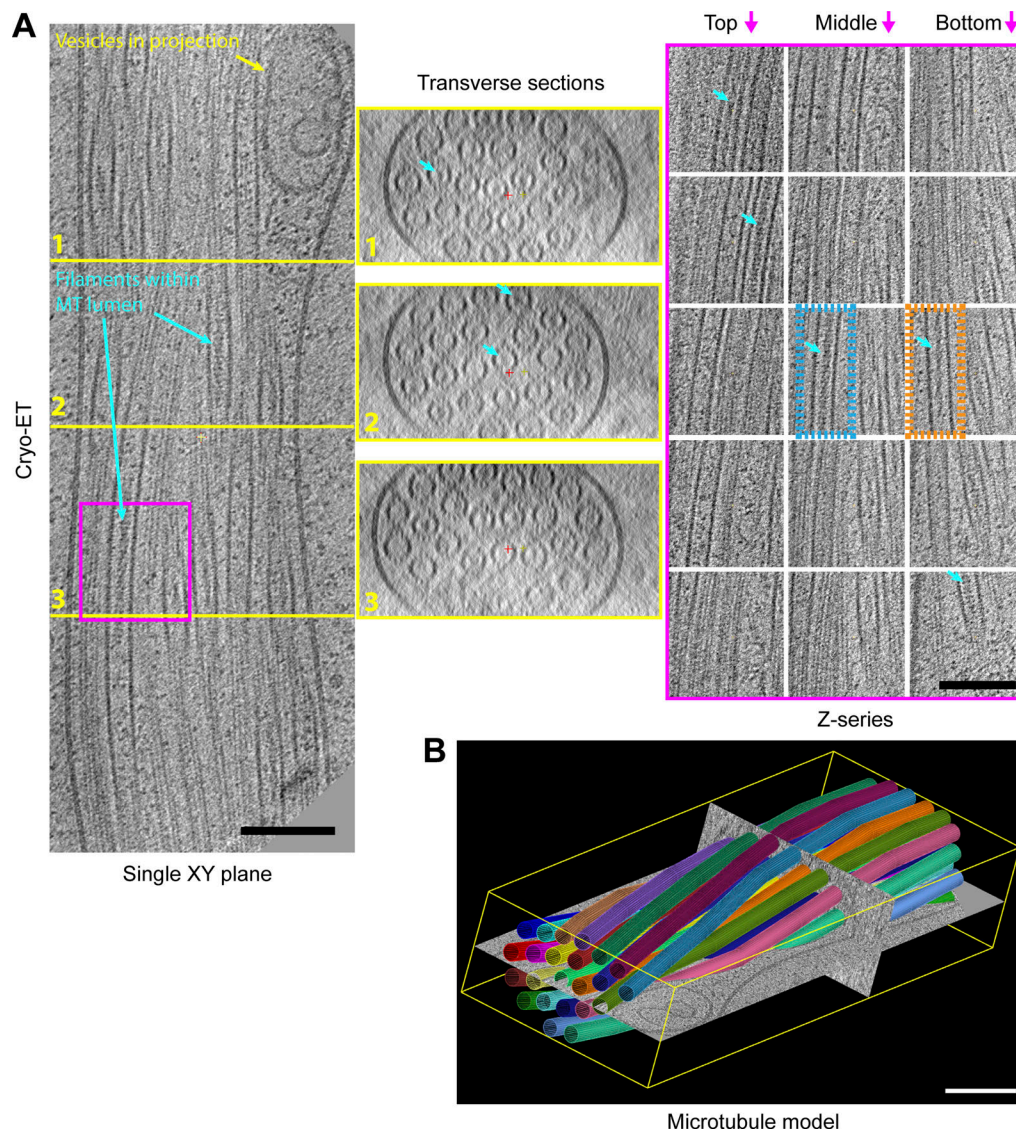 A
Vesicles in projection
1
Filaments within
MT lumen
2
3
Cryo-ET
Single XY plane
Transverse sections
1
2
3
Top Middle Bottom
Z-series
B
Microtubule model